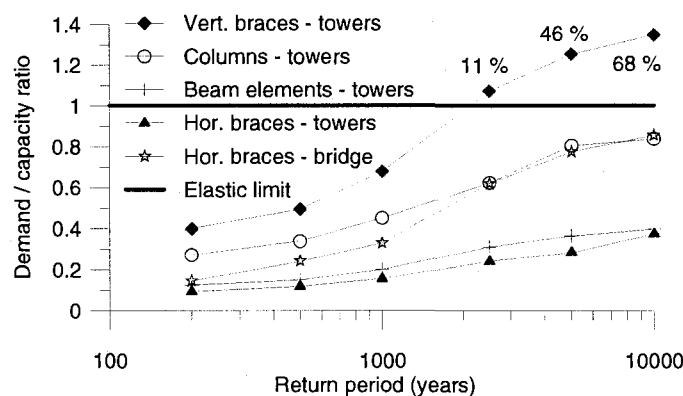 1.4
1.2
1
0.8
0.6
0.4
0.2
0
Demand / capacity ratio
Vert. braces - towers
Columns - towers
Beam elements - towers
Hor. braces - towers
Hor. braces - bridge
Elastic limit
11 %
46 %
68 %
100
1000
10000
Return period (years)